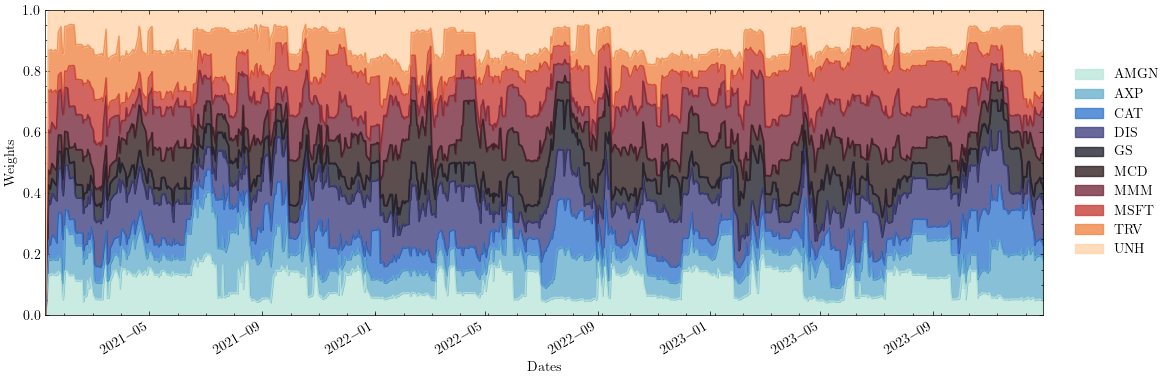 1.0
0.8
0.6
0.4
0.2
0.0
Weights
2021−05
2021−09
2022−01
2022−05
2022−09
2023−01
2023−05
2023−09
Dates
AMGN
AXP
CAT
DIS
GS
MCD
MMM
MSFT
TRV
UNH